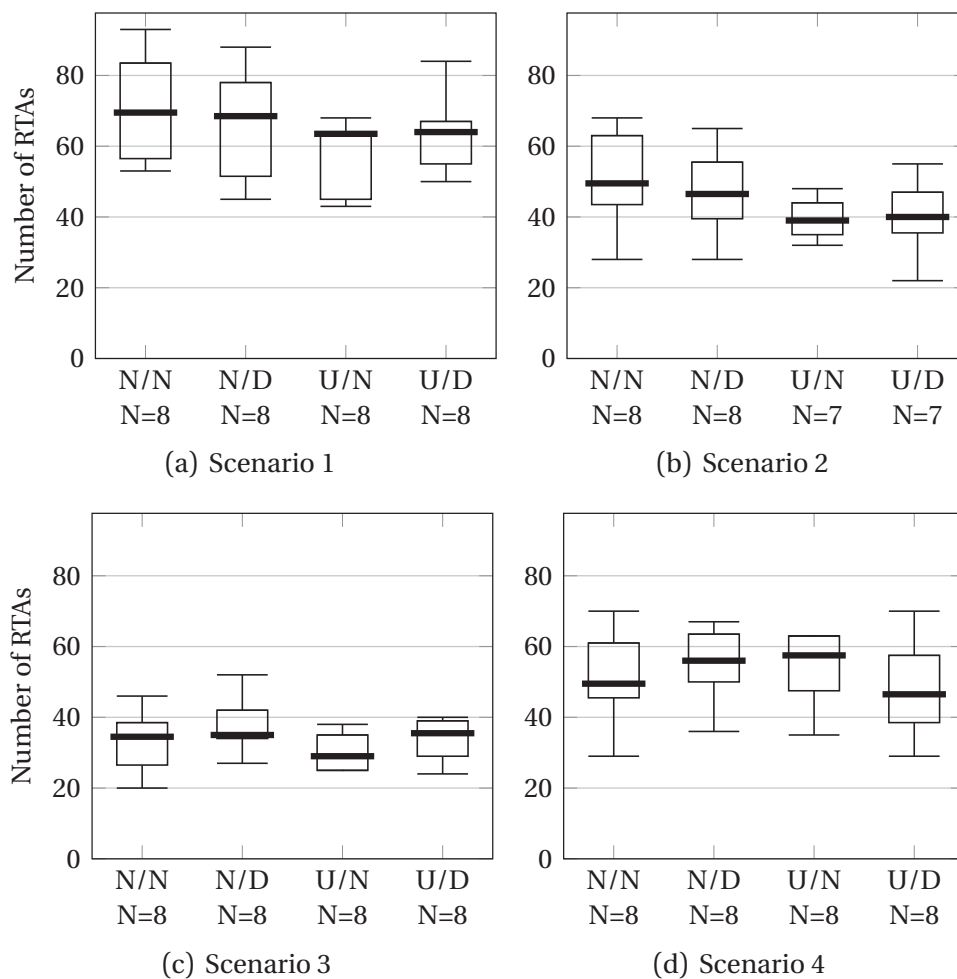 Number of RTAs
80
60
40
20
0
N/N N/D U/N U/D
N=8 N=8 N=8 N=8
(a) Scenario 1
80
60
40
20
0
N/N N/D U/N U/D
N=8 N=8 N=7 N=7
(b) Scenario 2
Number of RTAs
80
60
40
20
0
N/N N/D U/N U/D
N=8 N=8 N=8 N=8
(c) Scenario 3
80
60
40
20
0
N/N N/D U/N U/D
N=8 N=8 N=8 N=8
(d) Scenario 4